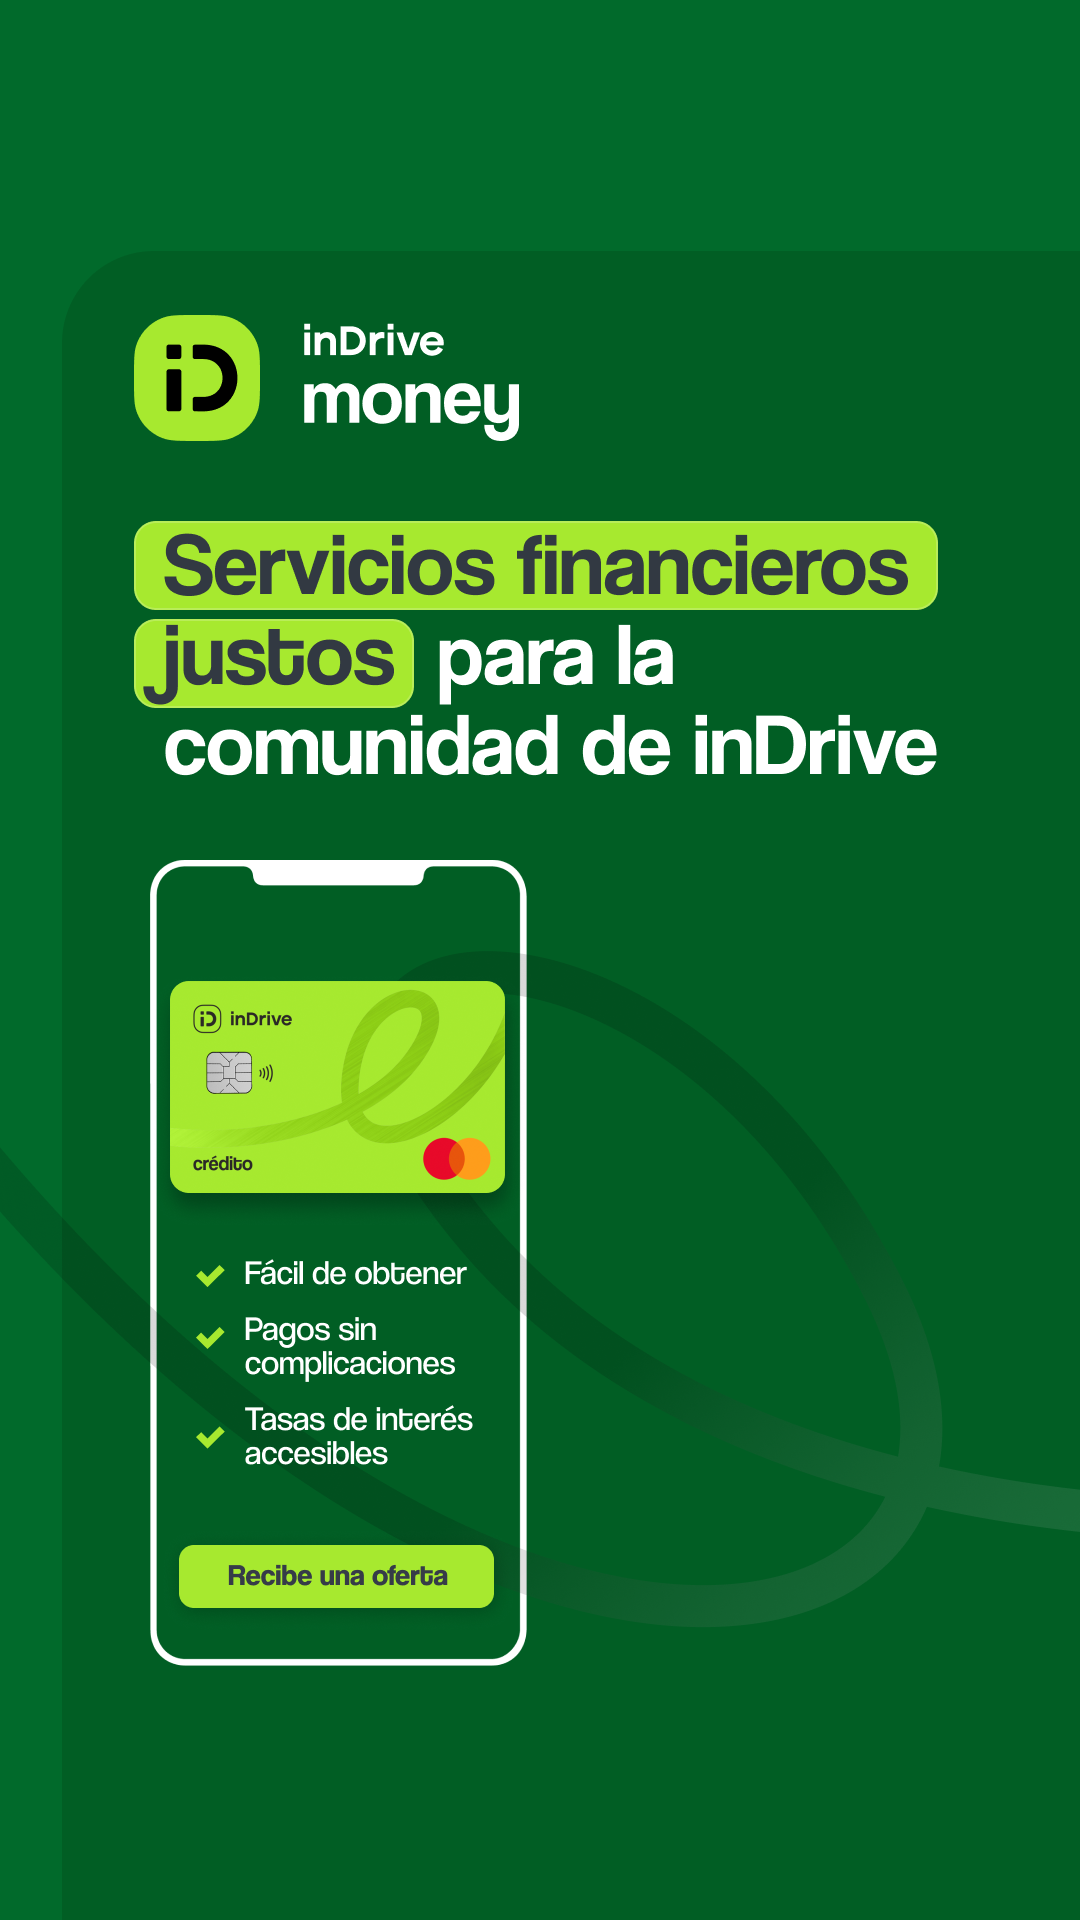 inDrive
money
Servicios financieros
justos para la
comunidad de inDrive
inDrive
crédito
Fácil de obtener
Pagos sin
complicaciones
Tasas de interés
accesibles
Recibe una oferta